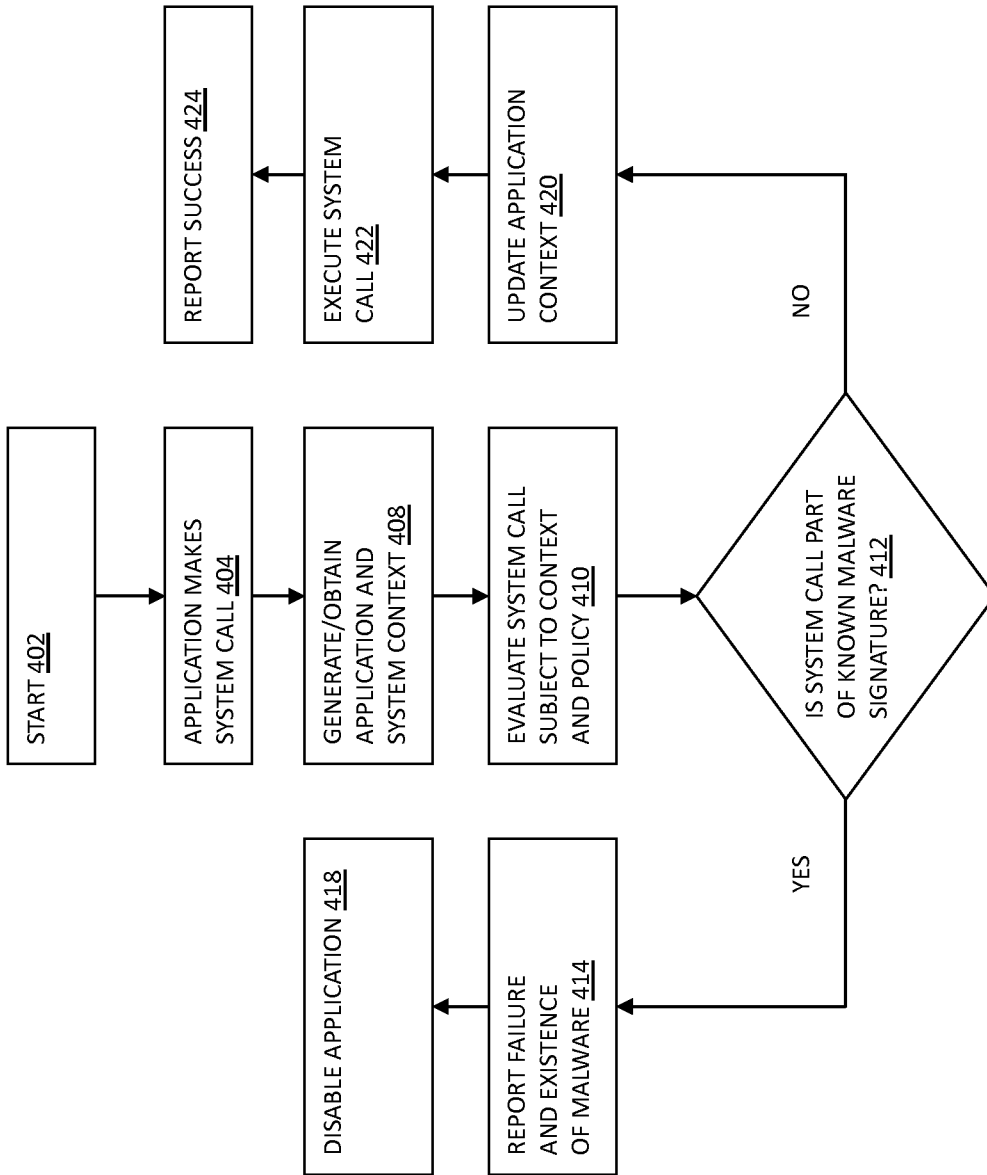 START 402
APPLICATION MAKES
SYSTEM CALL 404
GENERATE/OBTAIN
APPLICATION AND
SYSTEM CONTEXT 408
EVALUATE SYSTEM CALL
SUBJECT TO CONTEXT
AND POLICY 410
IS SYSTEM CALL PART
OF KNOWN MALWARE
SIGNATURE? 412
YES
REPORT FAILURE
AND EXISTENCE
OF MALWARE 414
DISABLE APPLICATION 418
NO
UPDATE APPLICATION
CONTEXT 420
EXECUTE SYSTEM
CALL 422
REPORT SUCCESS 424